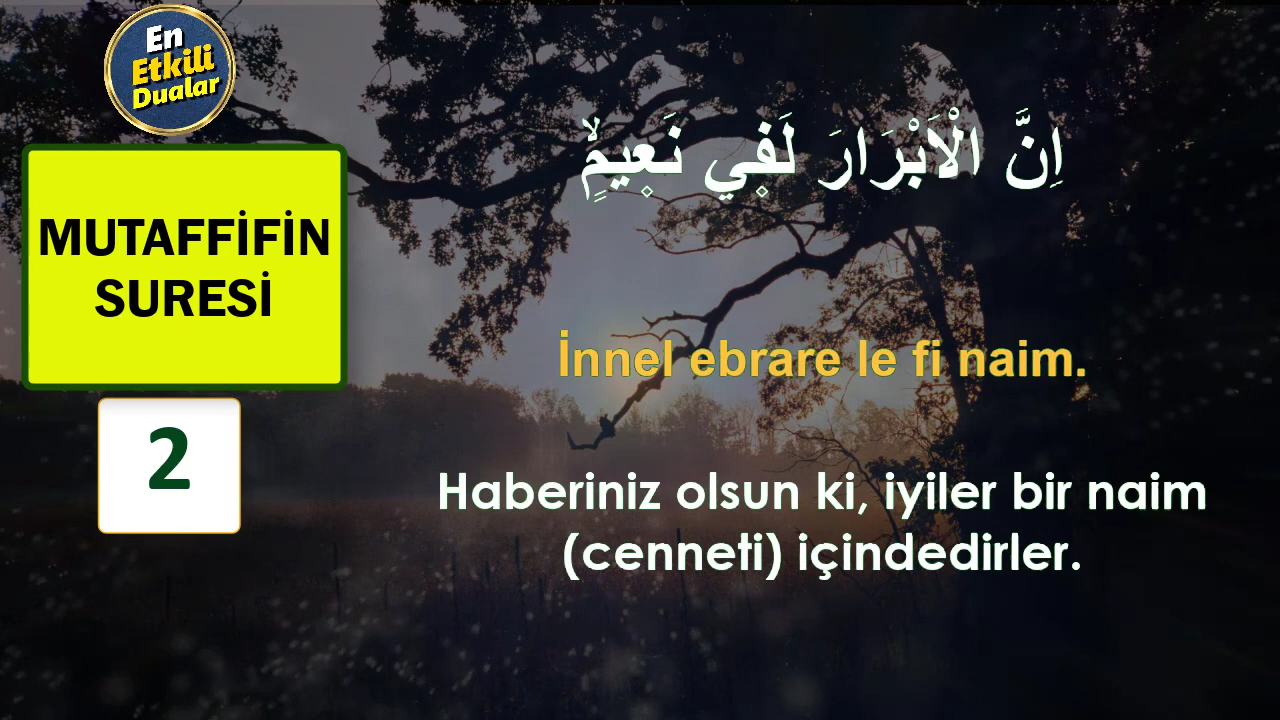 En
Etkili
Dualar
MUTAFFİFİN
SURESİ
2
اِنَّ الْاَبْرَارَ لَف۪ي نَع۪يمٍۙ
İnnel ebrare le fi naim.
Haberiniz olsun ki, iyiler bir naim
(cenneti) içindedirler.